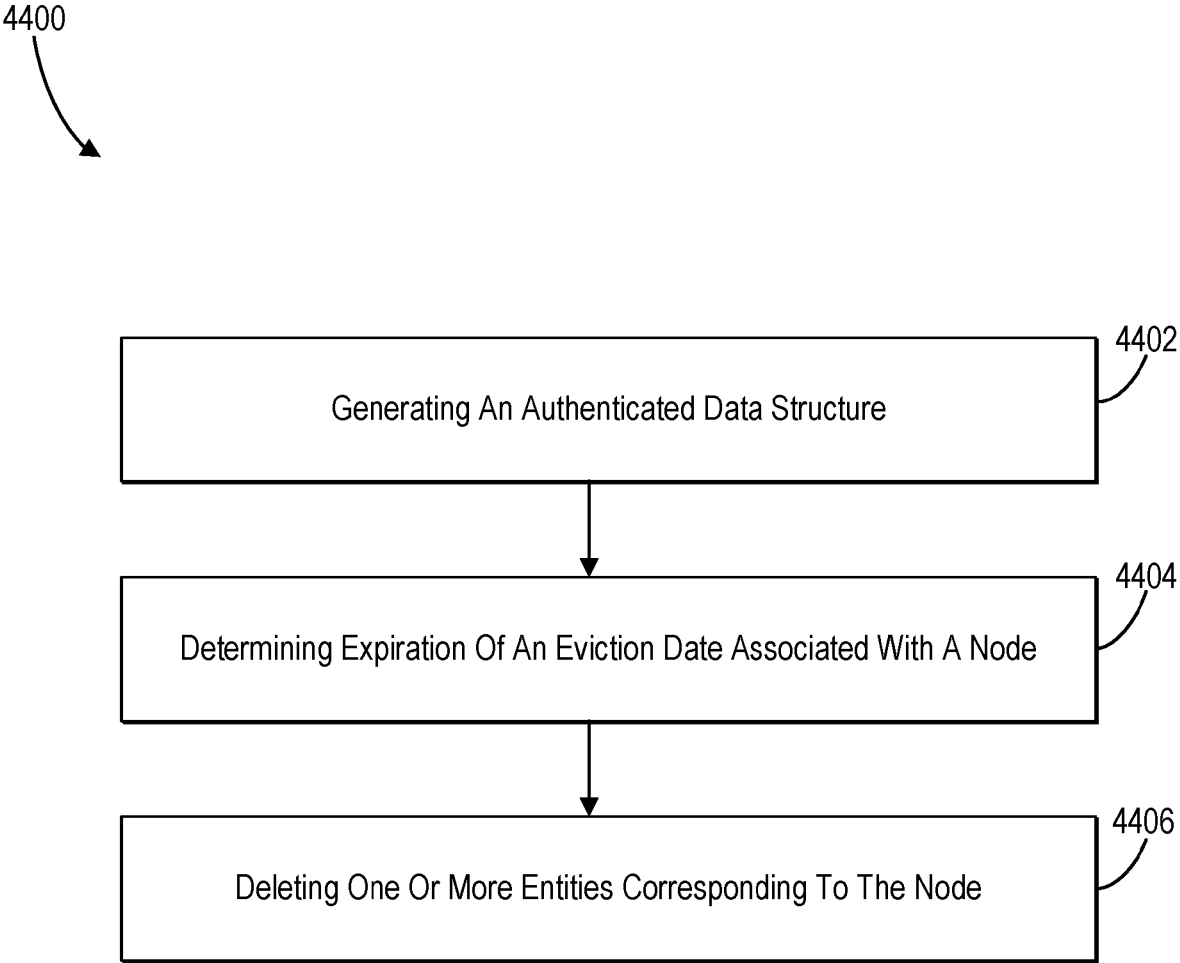 4400
4402
Generating An Authenticated Data Structure
4404
Determining Expiration Of An Eviction Date Associated With A Node
4406
Deleting One Or More Entities Corresponding To The Node